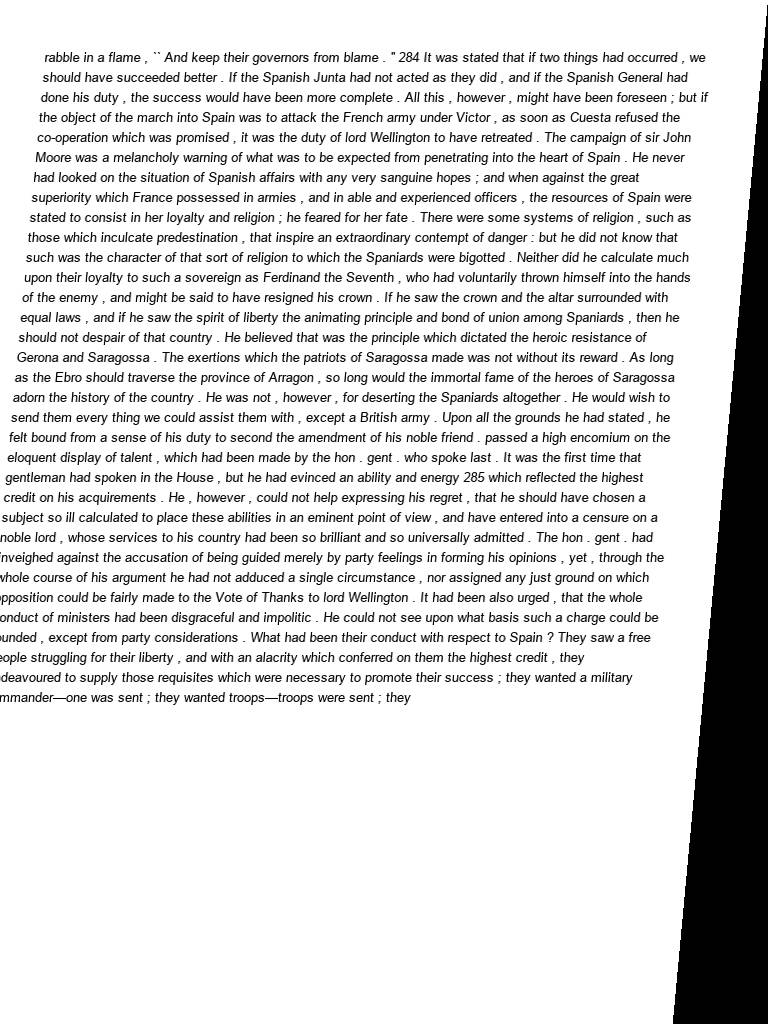 rabble in a flame , `` And keep their governors from blame . '' 284 It was stated that if two things had occurred , we
should have succeeded better . If the Spanish Junta had not acted as they did , and if the Spanish General had
done his duty , the success would have been more complete . All this , however , might have been foreseen ; but if
the object of the march into Spain was to attack the French army under Victor , as soon as Cuesta refused the
co-operation which was promised , it was the duty of lord Wellington to have retreated . The campaign of sir John
Moore was a melancholy warning of what was to be expected from penetrating into the heart of Spain . He never
had looked on the situation of Spanish affairs with any very sanguine hopes ; and when against the great
superiority which France possessed in armies , and in able and experienced officers , the resources of Spain were
stated to consist in her loyalty and religion ; he feared for her fate . There were some systems of religion , such as
those which inculcate predestination , that inspire an extraordinary contempt of danger : but he did not know that
such was the character of that sort of religion to which the Spaniards were bigotted . Neither did he calculate much
upon their loyalty to such a sovereign as Ferdinand the Seventh , who had voluntarily thrown himself into the hands
of the enemy , and might be said to have resigned his crown . If he saw the crown and the altar surrounded with
equal laws , and if he saw the spirit of liberty the animating principle and bond of union among Spaniards , then he
should not despair of that country . He believed that was the principle which dictated the heroic resistance of
Gerona and Saragossa . The exertions which the patriots of Saragossa made was not without its reward . As long
as the Ebro should traverse the province of Arragon , so long would the immortal fame of the heroes of Saragossa
adorn the history of the country . He was not , however , for deserting the Spaniards altogether . He would wish to
send them every thing we could assist them with , except a British army . Upon all the grounds he had stated , he
felt bound from a sense of his duty to second the amendment of his noble friend . passed a high encomium on the
eloquent display of talent , which had been made by the hon . gent . who spoke last . It was the first time that
gentleman had spoken in the House , but he had evinced an ability and energy 285 which reflected the highest
credit on his acquirements . He , however , could not help expressing his regret , that he should have chosen a
subject so ill calculated to place these abilities in an eminent point of view , and have entered into a censure on a
noble lord , whose services to his country had been so brilliant and so universally admitted . The hon . gent . had
inveighed against the accusation of being guided merely by party feelings in forming his opinions , yet , through the
whole course of his argument he had not adduced a single circumstance , nor assigned any just ground on which
pposition could be fairly made to the Vote of Thanks to lord Wellington . It had been also urged , that the whole
onduct of ministers had been disgraceful and impolitic . He could not see upon what basis such a charge could be
ounded , except from party considerations . What had been their conduct with respect to Spain ? They saw a free
eople struggling for their liberty , and with an alacrity which conferred on them the highest credit , they
deavoured to supply those requisites which were necessary to promote their success ; they wanted a military
mmander—one was sent ; they wanted troops—troops were sent ; they